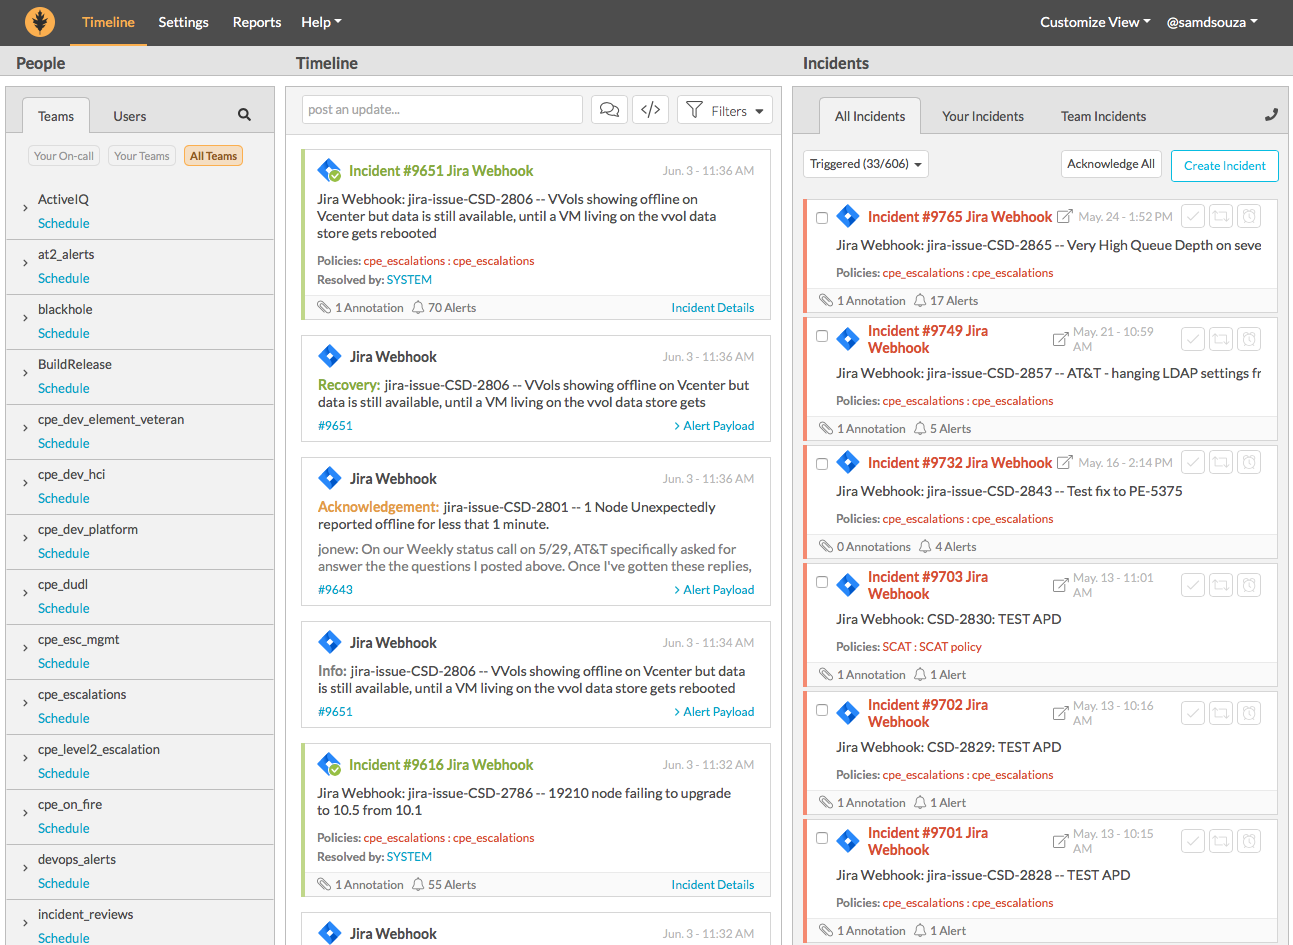 Timeline
Settings
Reports
Help
Customize View
@samdsouza
People
Timeline
Incidents
Teams
Users
Your On-call
Your Teams
All Teams
ActiveIQ
Schedule
at2_alerts
Schedule
blackhole
Schedule
BuildRelease
Schedule
cpe_dev_element_veteran
Schedule
cpe_dev_hci
Schedule
cpe_dev_platform
Schedule
cpe_dudl
Schedule
cpe_esc_mgmt
Schedule
cpe_escalations
Schedule
cpe_level2_escalation
Schedule
cpe_on_fire
Schedule
devops_alerts
Schedule
incident_reviews
Schedule
post an update...
Filters
Incident #9651 Jira Webhook
Jun. 3 - 11:36 AM
Jira Webhook: jira-issue-CSD-2806 -- VVols showing offline on
Vcenter but data is still available, until a VM living on the vvol data
store gets rebooted
Policies: cpe_escalations : cpe_escalations
Resolved by: SYSTEM
1 Annotation
70 Alerts
Incident Details
Jira Webhook
Jun. 3 - 11:36 AM
Recovery: jira-issue-CSD-2806 -- VVols showing offline on Vcenter but
data is still available, until a VM living on the vvol data store gets
#9651
> Alert Payload
Jira Webhook
Jun. 3 - 11:36 AM
Acknowledgement: jira-issue-CSD-2801 -- 1 Node Unexpectedly
reported offline for less that 1 minute.
jonew: On our Weekly status call on 5/29, AT&T specifically asked for
answer the the questions I posted above. Once I've gotten these replies,
#9643
> Alert Payload
Jira Webhook
Jun. 3 - 11:34 AM
Info: jira-issue-CSD-2806 -- VVols showing offline on Vcenter but data
is still available, until a VM living on the vvol data store gets rebooted
#9651
> Alert Payload
Incident #9616 Jira Webhook
Jun. 3 - 11:32 AM
Jira Webhook: jira-issue-CSD-2786 -- 19210 node failing to upgrade
to 10.5 from 10.1
Policies: cpe_escalations : cpe_escalations
Resolved by: SYSTEM
1 Annotation
55 Alerts
Incident Details
Jira Webhook
Jun. 3 - 11:32 AM
All Incidents
Your Incidents
Team Incidents
Triggered (33/606)
Acknowledge All
Create Incident
Incident #9765 Jira Webhook
May. 24 - 1:52 PM
Jira Webhook: jira-issue-CSD-2865 -- Very High Queue Depth on seve
Policies: cpe_escalations : cpe_escalations
1 Annotation
17 Alerts
Incident #9749 Jira
Webhook
May. 21 - 10:59
AM
Jira Webhook: jira-issue-CSD-2857 -- AT&T - hanging LDAP settings fr
Policies: cpe_escalations : cpe_escalations
1 Annotation
5 Alerts
Incident #9732 Jira Webhook
May. 16 - 2:14 PM
Jira Webhook: jira-issue-CSD-2843 -- Test fix to PE-5375
Policies: cpe_escalations : cpe_escalations
0 Annotations
4 Alerts
Incident #9703 Jira
Webhook
May. 13 - 11:01
AM
Jira Webhook: CSD-2830: TEST APD
Policies: SCAT : SCAT policy
1 Annotation
1 Alert
Incident #9702 Jira
Webhook
May. 13 - 10:16
AM
Jira Webhook: CSD-2829: TEST APD
Policies: cpe_escalations : cpe_escalations
1 Annotation
1 Alert
Incident #9701 Jira
Webhook
May. 13 - 10:15
AM
Jira Webhook: jira-issue-CSD-2828 -- TEST APD
Policies: cpe_escalations : cpe_escalations
1 Annotation
1 Alert